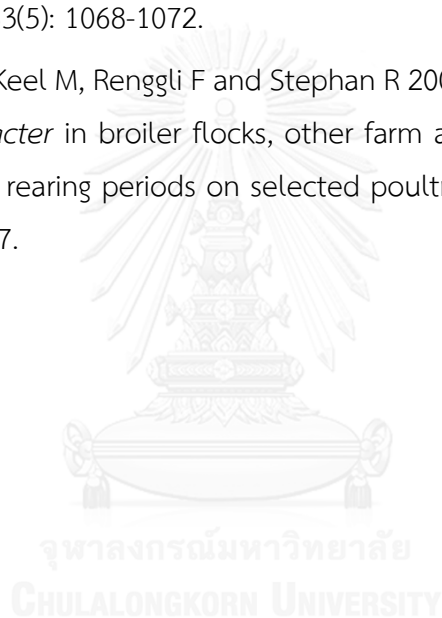 3(5): 1068-1072.
Keel M, Renggli F and Stephan R 200
acter in broiler flocks, other farm a
rearing periods on selected poultr
7.
จุฬาลงกรณ์มหาวิทยาลัย
CHULALONGKORN UNIVERSITY